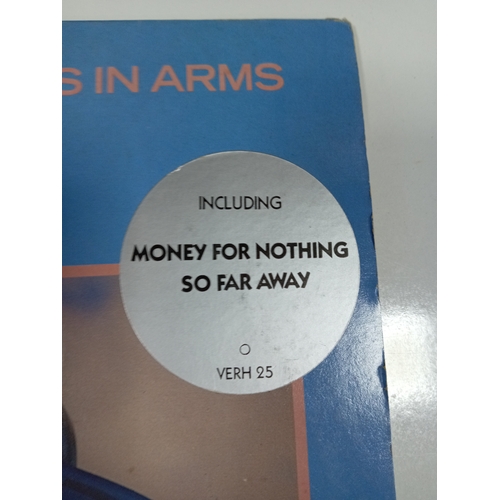 S IN ARMS
INCLUDING
MONEY FOR NOTHING
SO FAR AWAY
VERH 25